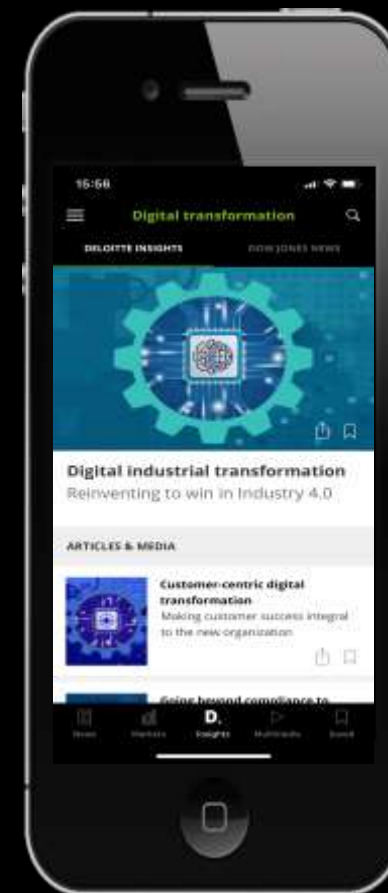 15:56
Digital transformation
DELOITTE INSIGHTS
DOW JONES NEWS
Digital industrial transformation
Reinventing to win in Industry 4.0
ARTICLES & MEDIA
Customer-centric digital
transformation
Making customer success integral
to the new organization
Going beyond compliance to
D.
News
Markets
Insights
Multimedia
Saved